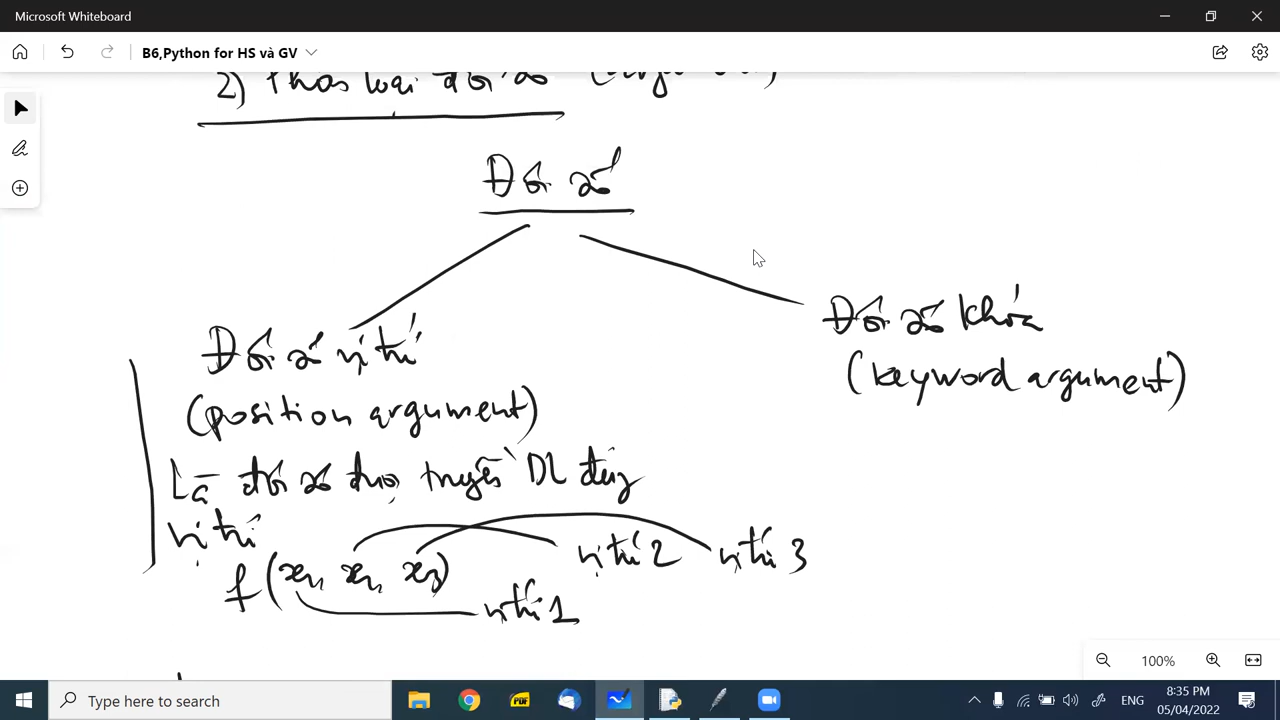 Microsoft Whiteboard
B6,Python for HS và GV
2) Phân loại đối số
Đối số
Đối số vị trí
(position argument)
Là đối số được truyền DL đúng
vị trí
Đối số khóa
(keyword argument)
f(x1, x2, x3)
vị trí 2
vị trí 3
vị trí 1
100%
Type here to search
PDF
ENG
8:35 PM
05/04/2022